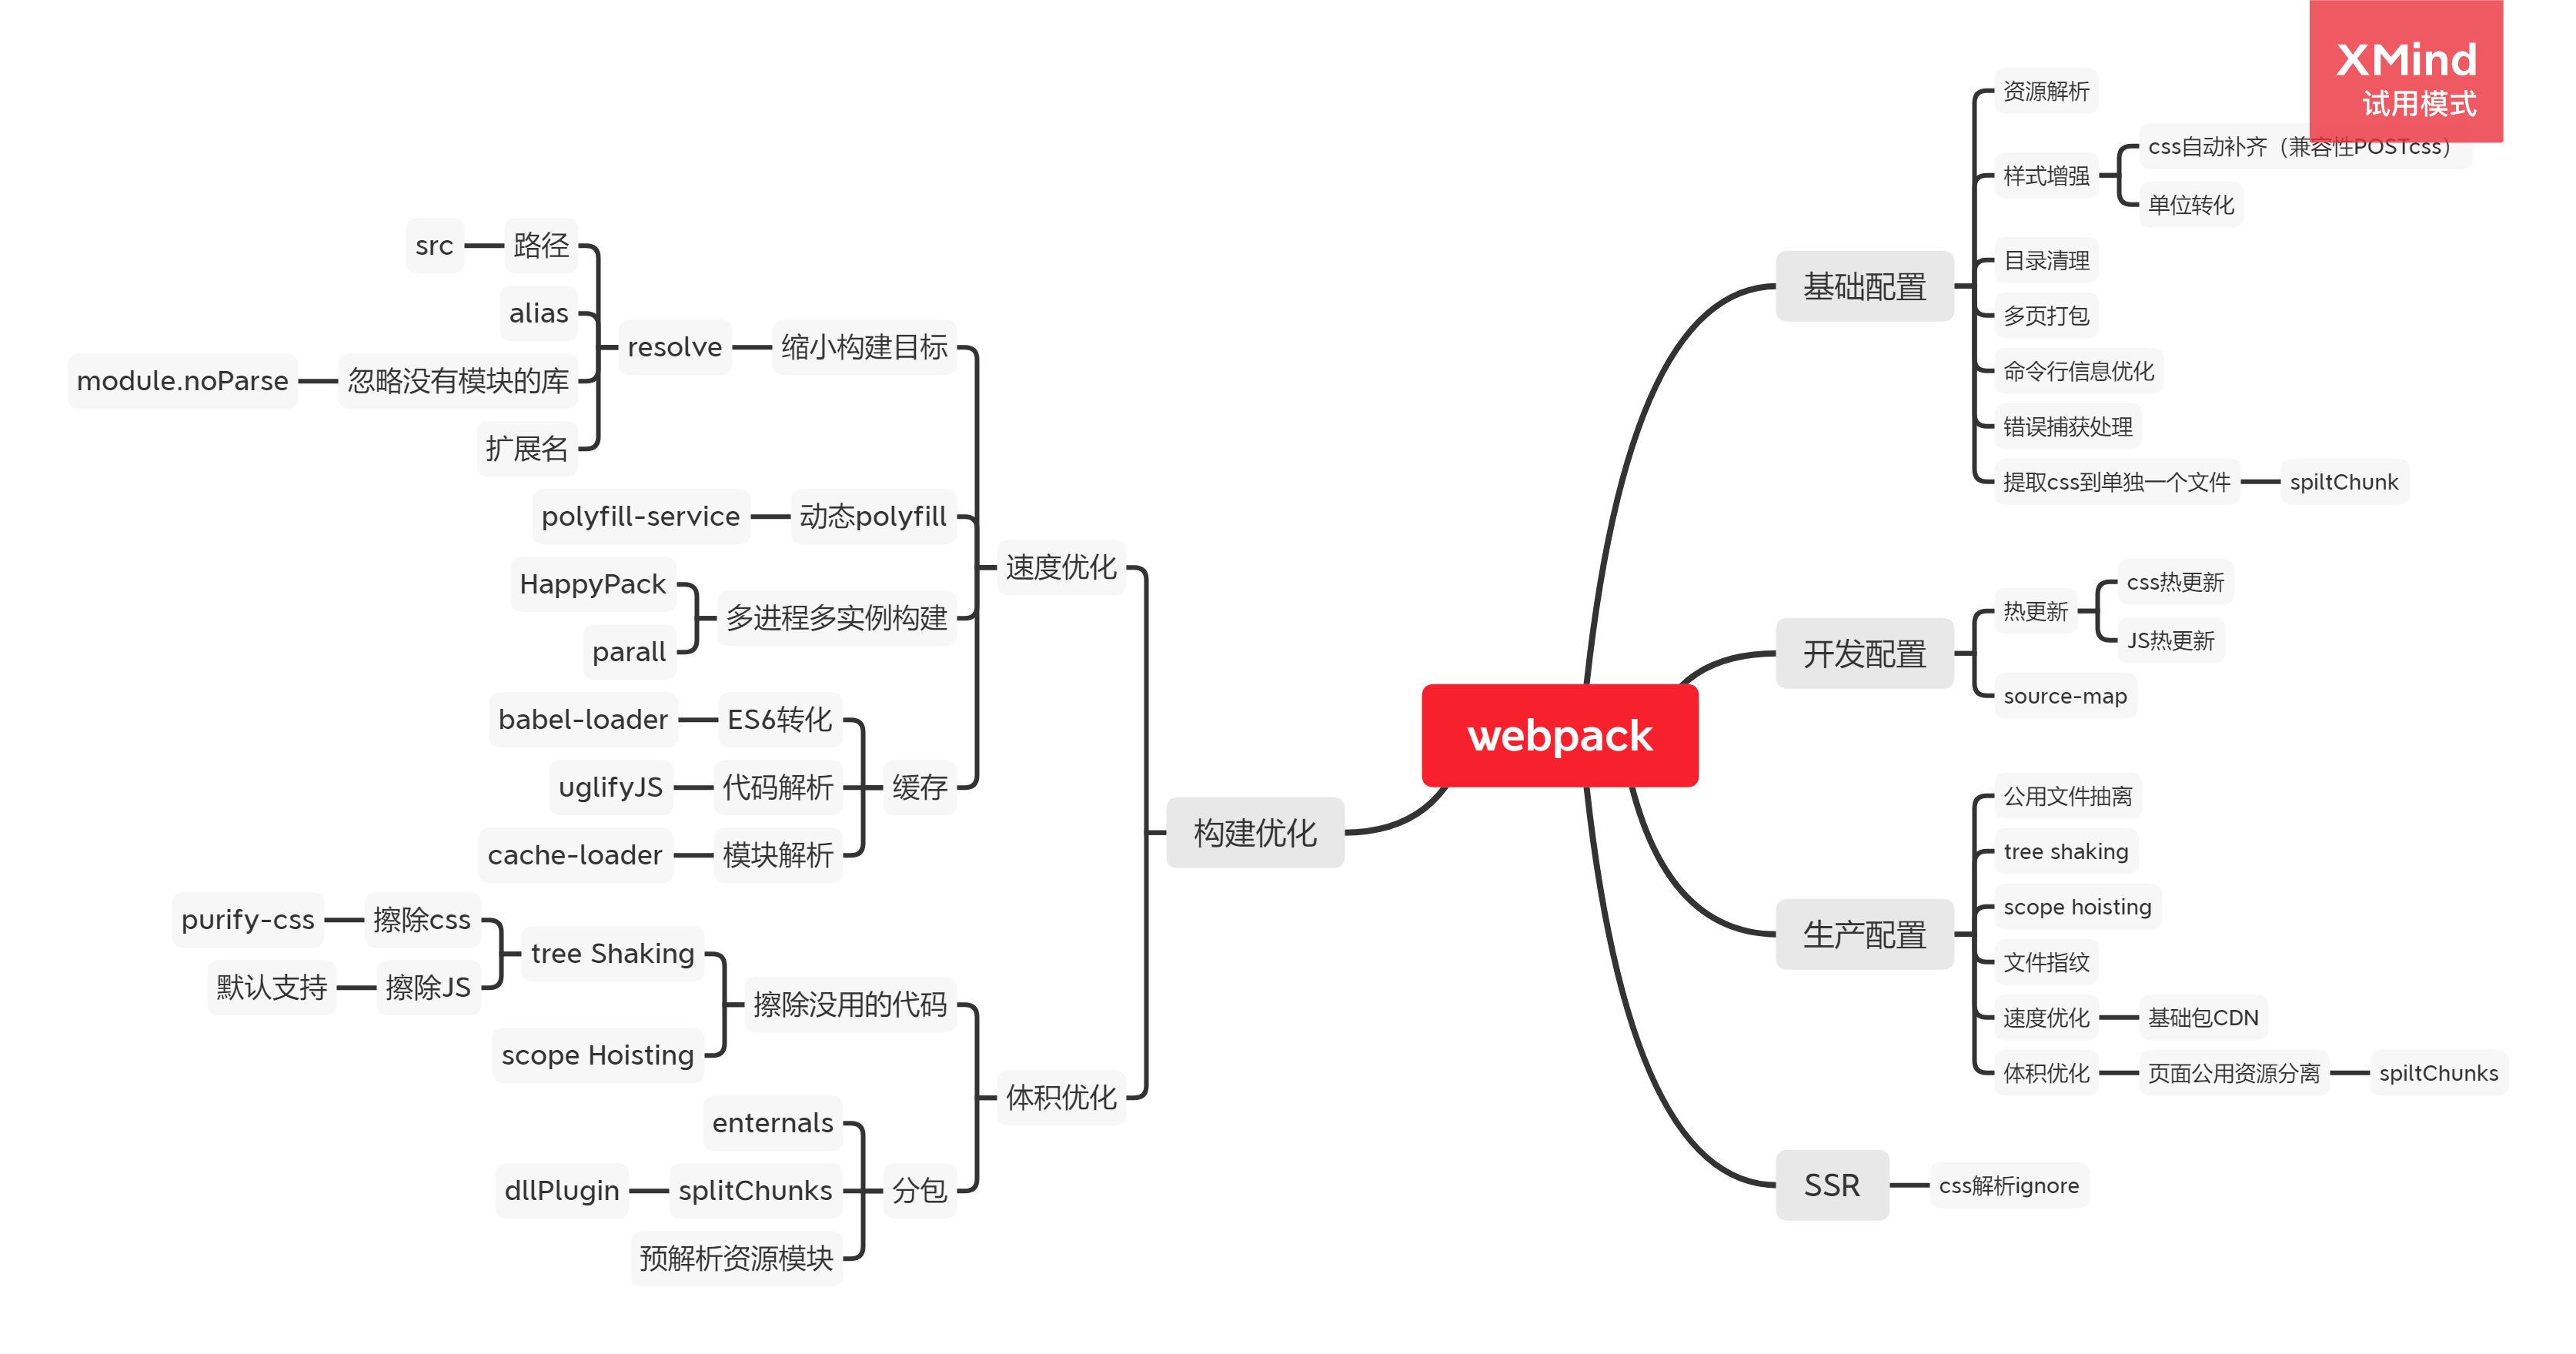 XMind
试用模式
webpack
基础配置
资源解析
样式增强
css自动补齐（兼容性POSTcss）
单位转化
目录清理
多页打包
命令行信息优化
错误捕获处理
提取css到单独一个文件
spiltChunk
开发配置
热更新
css热更新
JS热更新
source-map
生产配置
公用文件抽离
tree shaking
scope hoisting
文件指纹
速度优化
基础包CDN
体积优化
页面公用资源分离
spiltChunks
SSR
css解析ignore
构建优化
速度优化
缩小构建目标
resolve
路径
src
alias
忽略没有模块的库
module.noParse
扩展名
动态polyfill
polyfill-service
多进程多实例构建
HappyPack
parall
缓存
ES6转化
babel-loader
代码解析
uglifyJS
模块解析
cache-loader
体积优化
擦除没用的代码
tree Shaking
擦除css
purify-css
擦除JS
默认支持
scope Hoisting
分包
enternals
splitChunks
dllPlugin
预解析资源模块